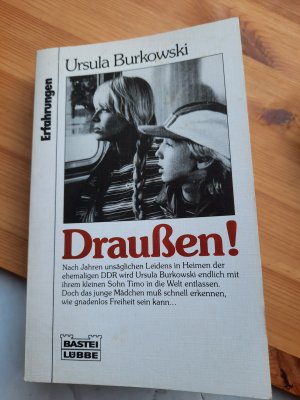 Ursula Burkowski
Erfahrungen
Draußen!
Nach Jahren unsäglichen Leidens in Heimen der
ehemaligen DDR wird Ursula Burkowski endlich mit
ihrem kleinen Sohn Timo in die Welt entlassen.
Doch das junge Mädchen muß schnell erkennen,
wie gnadenlos Freiheit sein kann...
BASTEI
LÜBBE